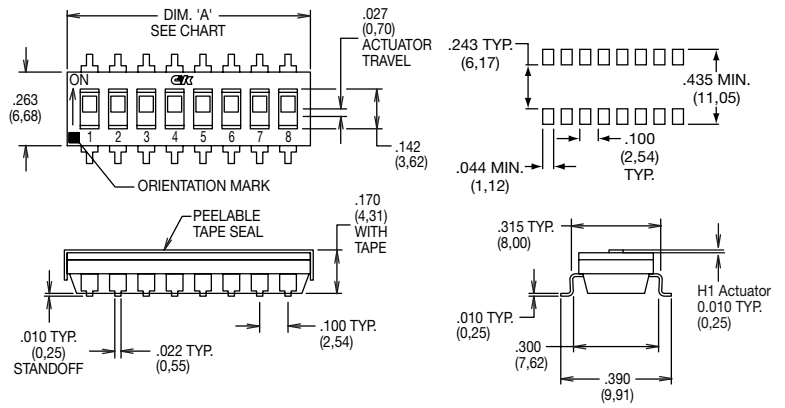 DIM. 'A'
SEE CHART
.027
(0,70)
ACTUATOR
TRAVEL
ON
CK
.263
(6,68)
1 2 3 4 5 6 7 8
.142
(3,62)
ORIENTATION MARK
.243 TYP.
(6,17)
.435 MIN.
(11,05)
.100
(2,54)
TYP.
.044 MIN.
(1,12)
PEELABLE
TAPE SEAL
.170
(4,31)
WITH
TAPE
.010 TYP.
(0,25)
STANDOFF
.022 TYP.
(0,55)
.100 TYP.
(2,54)
.315 TYP.
(8,00)
H1 Actuator
0.010 TYP.
(0,25)
.010 TYP.
(0,25)
.300
(7,62)
.390
(9,91)